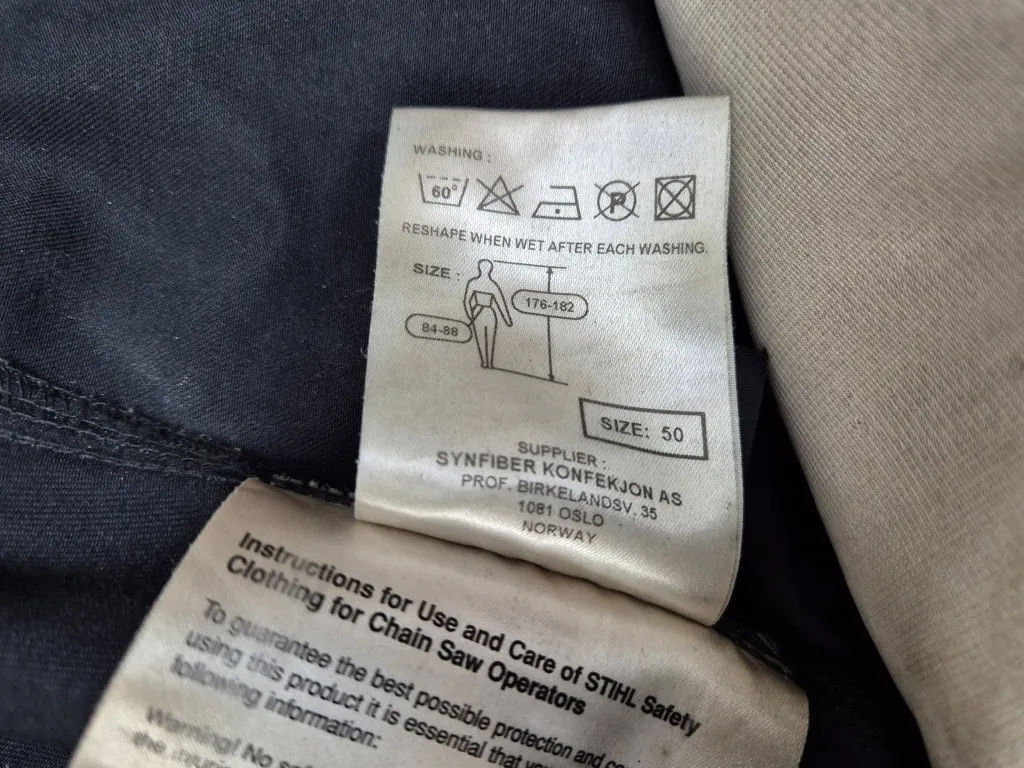 WASHING :
60°
P
RESHAPE WHEN WET AFTER EACH WASHING.
SIZE :
176-182
84-88
SIZE: 50
SUPPLIER :
SYNFIBER KONFEKJON AS
PROF. BIRKELANDSV. 35
1081 OSLO
NORWAY
Instructions for Use and Care of STIHL Safety
Clothing for Chain Saw Operators
To guarantee the best possible protection and
using this product it is essential that
following information:
Warning! No
the